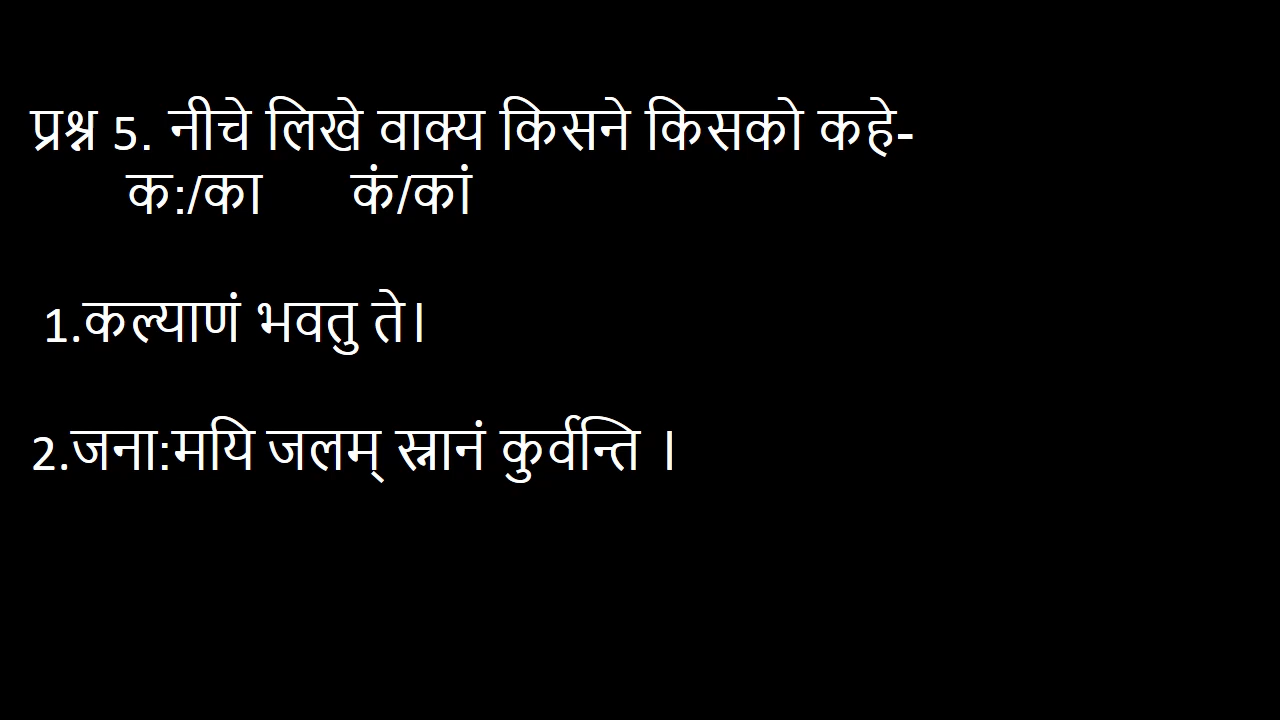 प्रश्न 5. नीचे लिखे वाक्य किसने किसको कहे-
क:/का कं/कां
1.कल्याणं भवतु ते।
2.जना:मयि जलम् स्नानं कुर्वन्ति ।